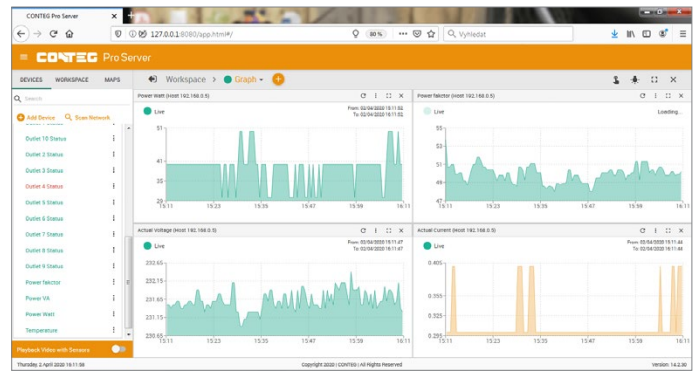 CONTEG Pro Server
127.0.0.1:8080/app.html#/
80 %
Vyhledat
CONTEG Pro Server
DEVICES WORKSPACE MAPS
Workspace > Graph
Search
Add Device Scan Network
Outlet 10 Status
Outlet 2 Status
Outlet 3 Status
Outlet 4 Status
Outlet 5 Status
Outlet 6 Status
Outlet 7 Status
Outlet 8 Status
Outlet 9 Status
Power faktor
Power VA
Power Watt
Temperature
Playback Video with Sensors
Power Watt (Host 192.168.0.5)
Live
From: 02/04/2020 15:11:52
To: 02/04/2020 16:11:52
51
41
35
29
15:11 15:23 15:35 15:47 15:59 16:11
Power faktor (Host 192.168.0.5)
Live
Loading...
55
53
51
49
47
15:11 15:23 15:35 15:47 15:59 16:11
Actual Voltage (Host 192.168.0.5)
Live
From: 02/04/2020 15:11:47
To: 02/04/2020 16:11:47
232.65
232.15
231.65
231.15
230.65
15:11 15:23 15:35 15:47 15:59 16:11
Actual Current (Host 192.168.0.5)
Live
From: 02/04/2020 15:11:44
To: 02/04/2020 16:11:44
0.405
0.355
0.325
0.295
15:11 15:23 15:35 15:47 15:59 16:11
Thursday, 2 April 2020 16:11:58
Copyright 2020 | CONTEG | All Rights Reserved
Version: 14.2.30